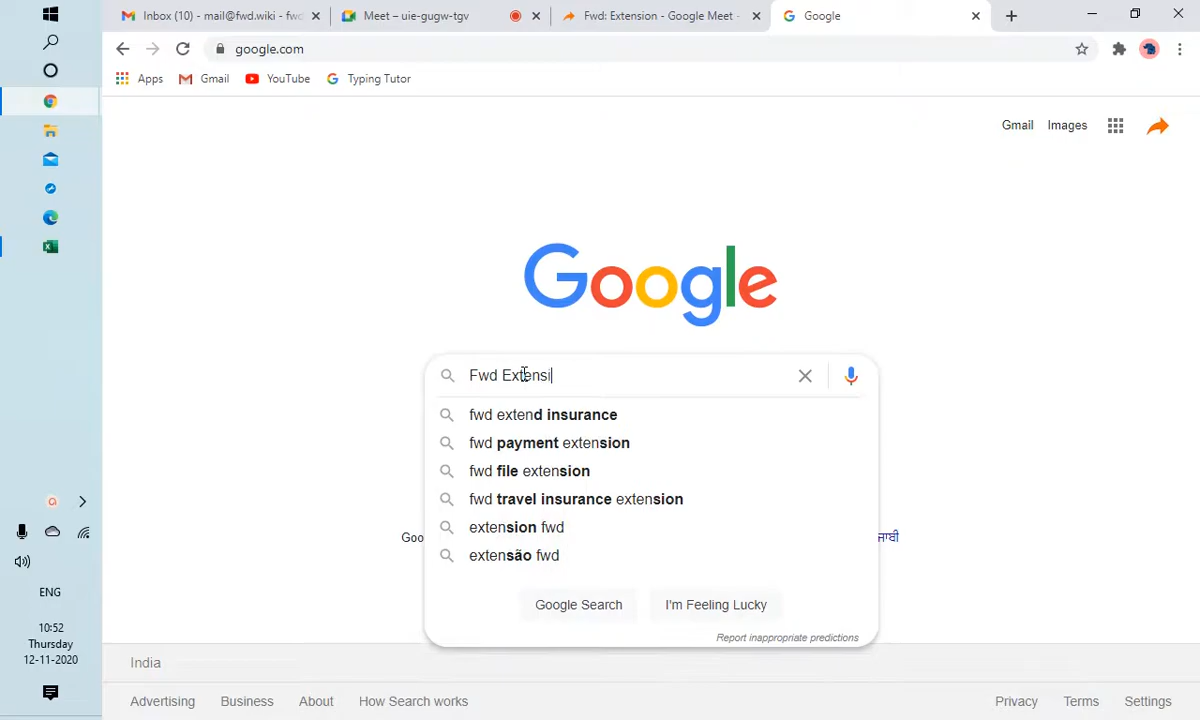 Inbox (10) - mail@fwd.wiki - fwd
Meet – uie-gugw-tgv
Fwd: Extension - Google Meet -
Google
google.com
Apps
Gmail
YouTube
Typing Tutor
Gmail
Images
Google
Fwd Extensi
fwd extend insurance
fwd payment extension
fwd file extension
fwd travel insurance extension
extension fwd
extensão fwd
Goo
ਜਾਬੀ
Google Search
I'm Feeling Lucky
Report inappropriate predictions
ENG
10:52
Thursday
12-11-2020
India
Advertising
Business
About
How Search works
Privacy
Terms
Settings